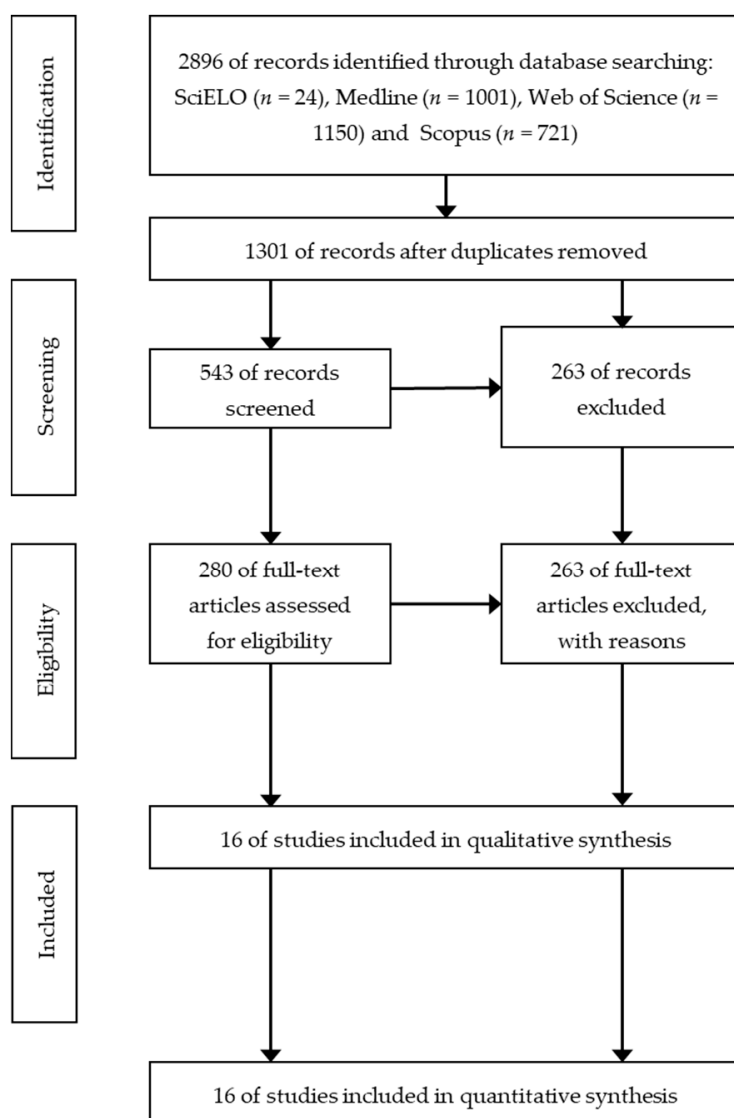 Identification
2896 of records identified through database searching:
SciELO (n = 24), Medline (n = 1001), Web of Science (n =
1150) and Scopus (n = 721)
1301 of records after duplicates removed
Screening
543 of records
screened
263 of records
excluded
Eligibility
280 of full-text
articles assessed
for eligibility
263 of full-text
articles excluded,
with reasons
Included
16 of studies included in qualitative synthesis
16 of studies included in quantitative synthesis